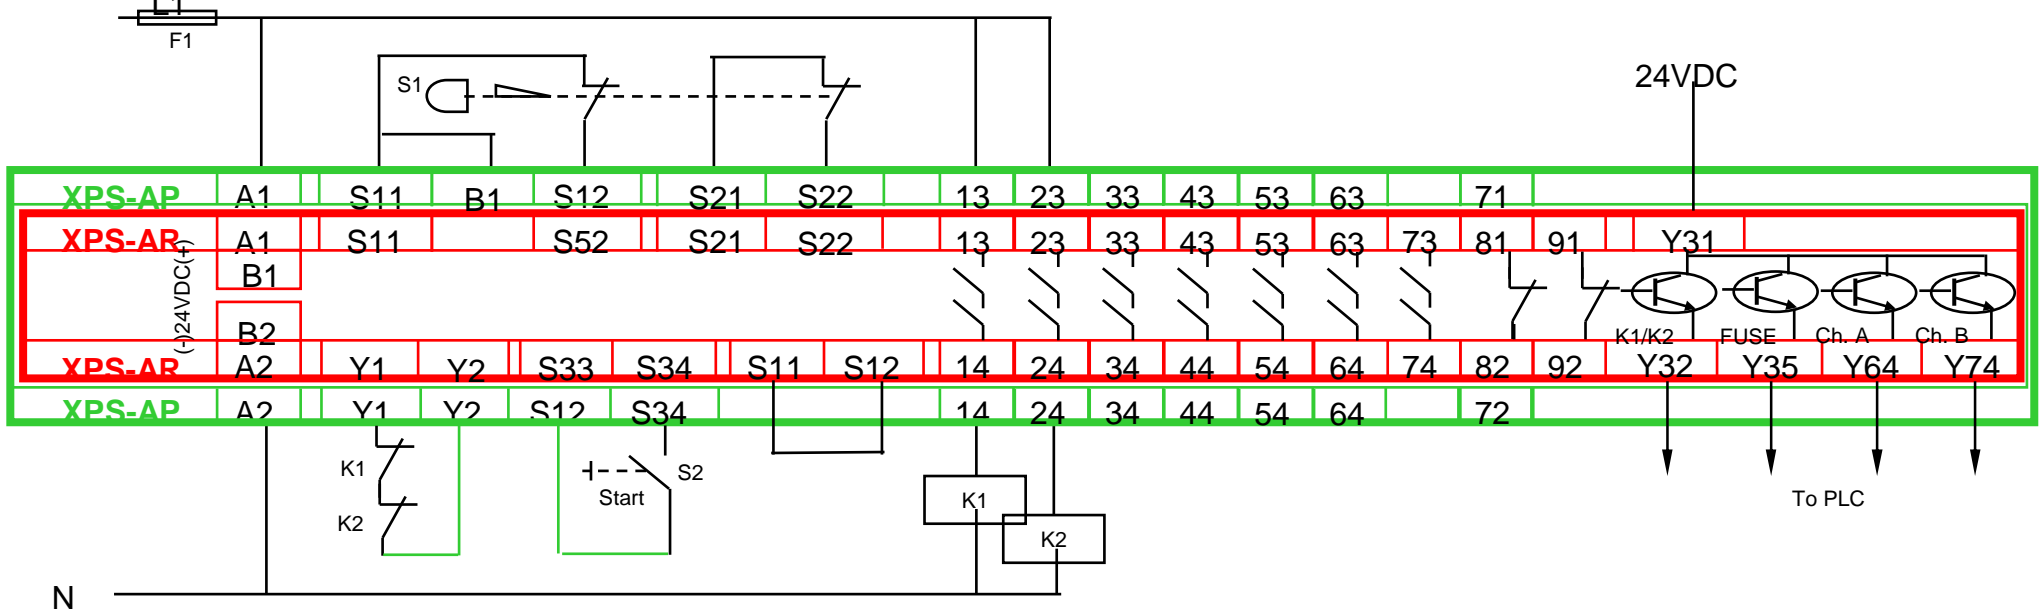 F1
S1
24VDC
XPS-AP A1 S11 B1 S12 S21 S22 13 23 33 43 53 63 71
XPS-AR A1 S11 S52 S21 S22 13 23 33 43 53 63 73 81 91 Y31
(-)24VDC(+)
B1
B2
K1/K2 FUSE Ch. A Ch. B
XPS-AR A2 Y1 Y2 S33 S34 S11 S12 14 24 34 44 54 64 74 82 92 Y32 Y35 Y64 Y74
XPS-AP A2 Y1 Y2 S12 S34 14 24 34 44 54 64 72
K1 S2
Start K1 To PLC
K2 K2
N